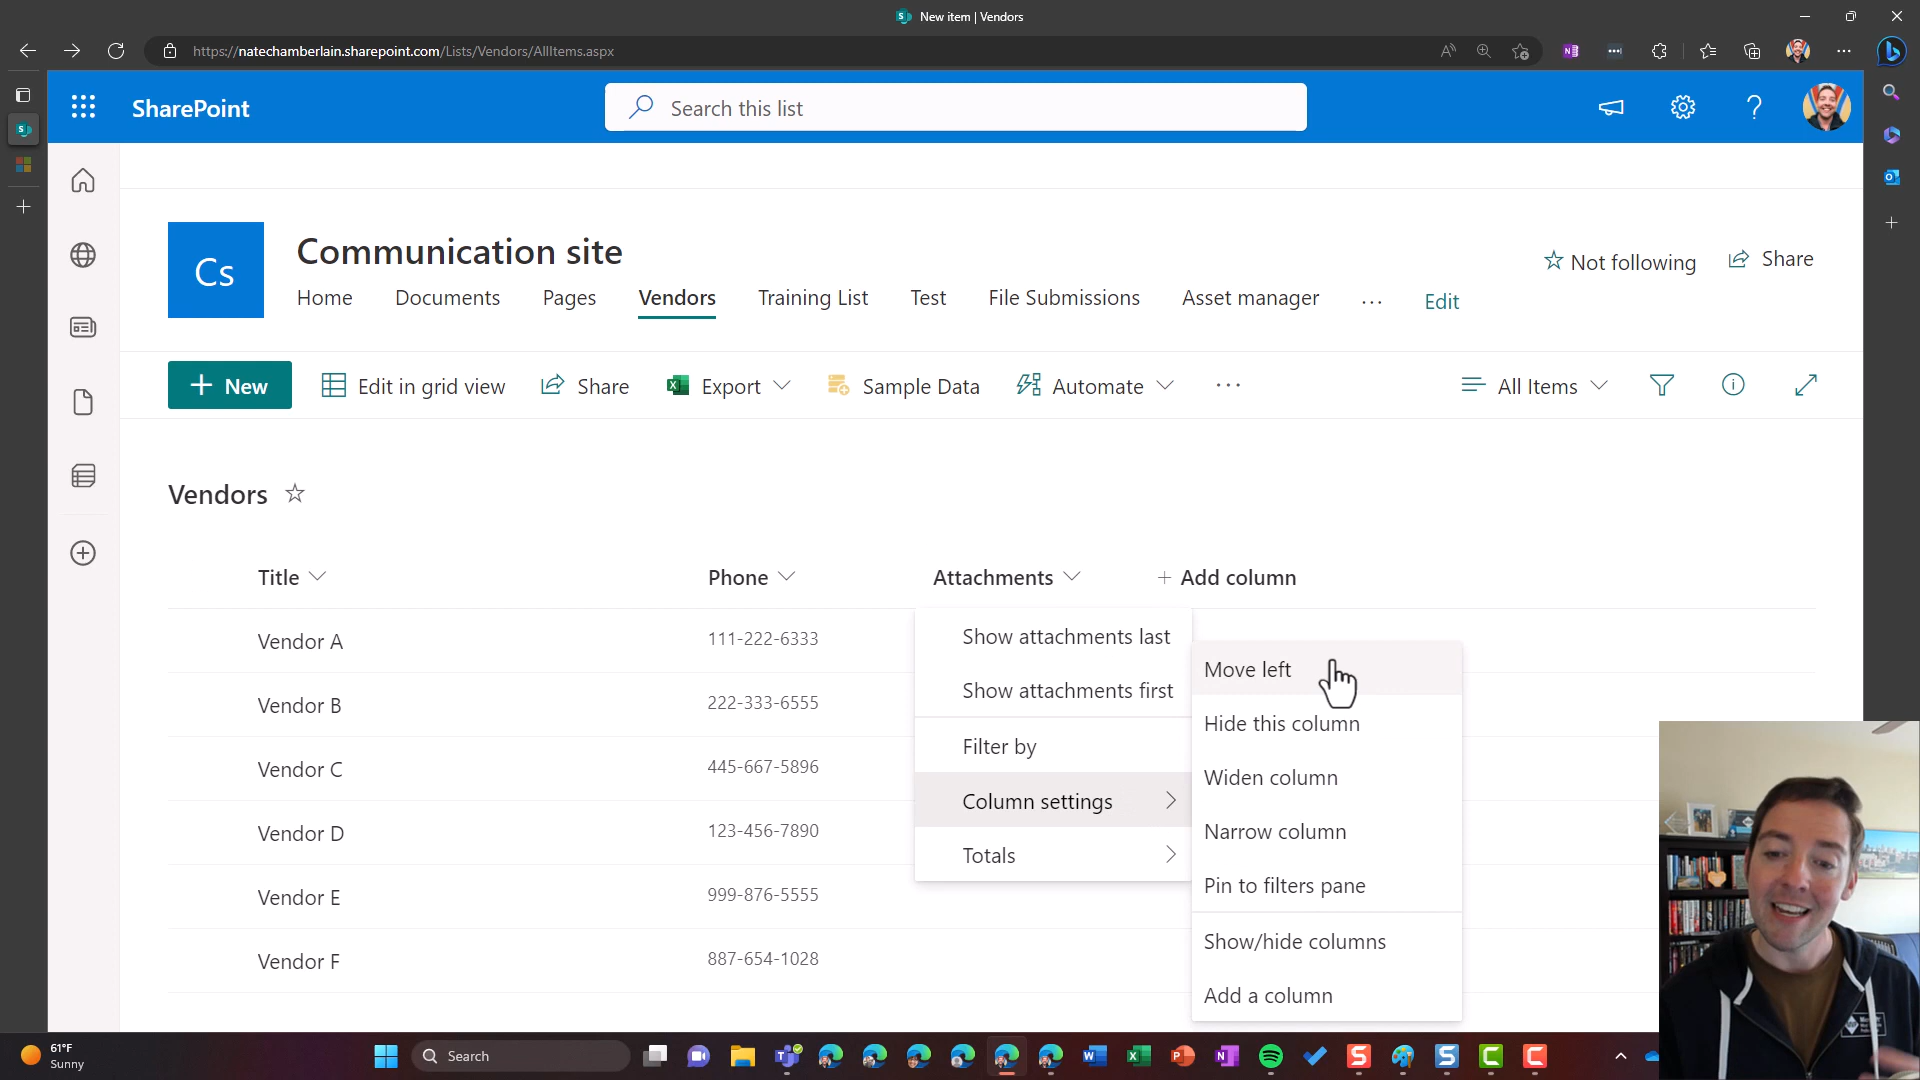 New item | Vendors
https://natechamberlain.sharepoint.com/Lists/Vendors/AllItems.aspx
SharePoint
Search this list
Cs
Communication site
Not following
Share
Home
Documents
Pages
Vendors
Training List
Test
File Submissions
Asset manager
...
Edit
New
Edit in grid view
Share
Export
Sample Data
Automate
...
All Items
Vendors
Title
Phone
Attachments
Add column
Vendor A
111-222-6333
Vendor B
222-333-6555
Vendor C
445-667-5896
Vendor D
123-456-7890
Vendor E
999-876-5555
Vendor F
887-654-1028
Show attachments last
Show attachments first
Filter by
Column settings
Totals
Move left
Hide this column
Widen column
Narrow column
Pin to filters pane
Show/hide columns
Add a column
61°F
Sunny
Search